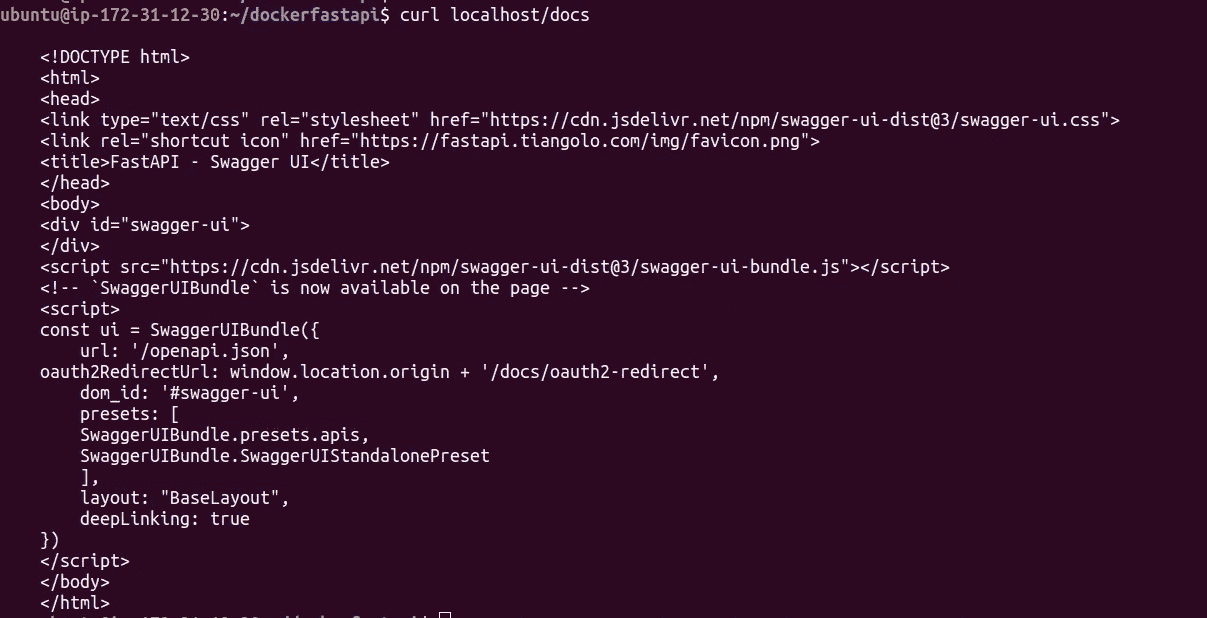 ubuntu@ip-172-31-12-30:~/dockerfastapi$ curl localhost/docs
<!DOCTYPE html>
<html>
<head>
<link type="text/css" rel="stylesheet" href="https://cdn.jsdelivr.net/npm/swagger-ui-dist@3/swagger-ui.css">
<link rel="shortcut icon" href="https://fastapi.tiangolo.com/img/favicon.png">
<title>FastAPI - Swagger UI</title>
</head>
<body>
<div id="swagger-ui">
</div>
<script src="https://cdn.jsdelivr.net/npm/swagger-ui-dist@3/swagger-ui-bundle.js"></script>
<!-- `SwaggerUIBundle` is now available on the page -->
<script>
const ui = SwaggerUIBundle({
url: '/openapi.json',
oauth2RedirectUrl: window.location.origin + '/docs/oauth2-redirect',
dom_id: '#swagger-ui',
presets: [
SwaggerUIBundle.presets.apis,
SwaggerUIBundle.SwaggerUIStandalonePreset
],
layout: "BaseLayout",
deepLinking: true
})
</script>
</body>
</html>